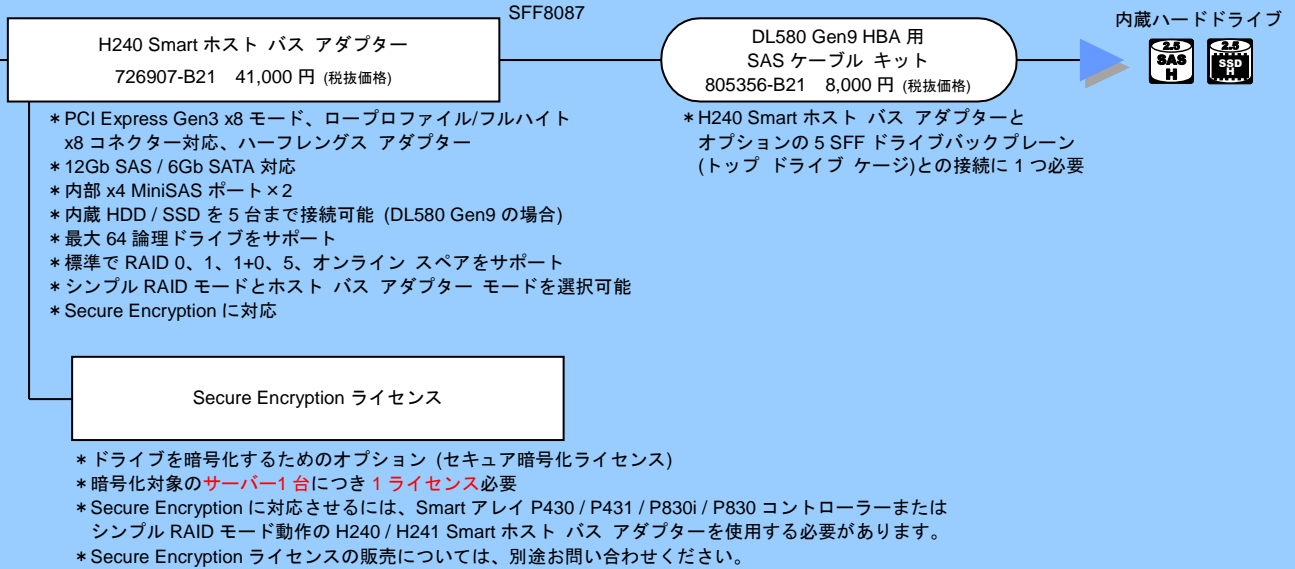 SFF8087
H240 Smart ホスト バス アダプター
726907-B21 41,000 円 (税抜価格)
DL580 Gen9 HBA 用
SAS ケーブル キット
805356-B21 8,000 円 (税抜価格)
内蔵ハードドライブ
2.5
SAS
H
2.5
SSD
H
*PCI Express Gen3 x8 モード、ロープロファイル/フルハイト
x8 コネクター対応、ハーフレングス アダプター
*12Gb SAS / 6Gb SATA 対応
*内部 x4 MiniSAS ポート×2
*内蔵 HDD / SSD を 5 台まで接続可能 (DL580 Gen9 の場合)
*最大 64 論理ドライブをサポート
*標準で RAID 0、1、1+0、5、オンライン スペアをサポート
*シンプル RAID モードとホスト バス アダプター モードを選択可能
*Secure Encryption に対応
*H240 Smart ホスト バス アダプターと
オプションの 5 SFF ドライブバックプレーン
(トップ ドライブ ケージ)との接続に 1 つ必要
Secure Encryption ライセンス
*ドライブを暗号化するためのオプション (セキュア暗号化ライセンス)
*暗号化対象のサーバー1 台につき 1 ライセンス必要
*Secure Encryption に対応させるには、Smart アレイ P430 / P431 / P830i / P830 コントローラーまたは
シンプル RAID モード動作の H240 / H241 Smart ホスト バス アダプターを使用する必要があります。
*Secure Encryption ライセンスの販売については、別途お問い合わせください。